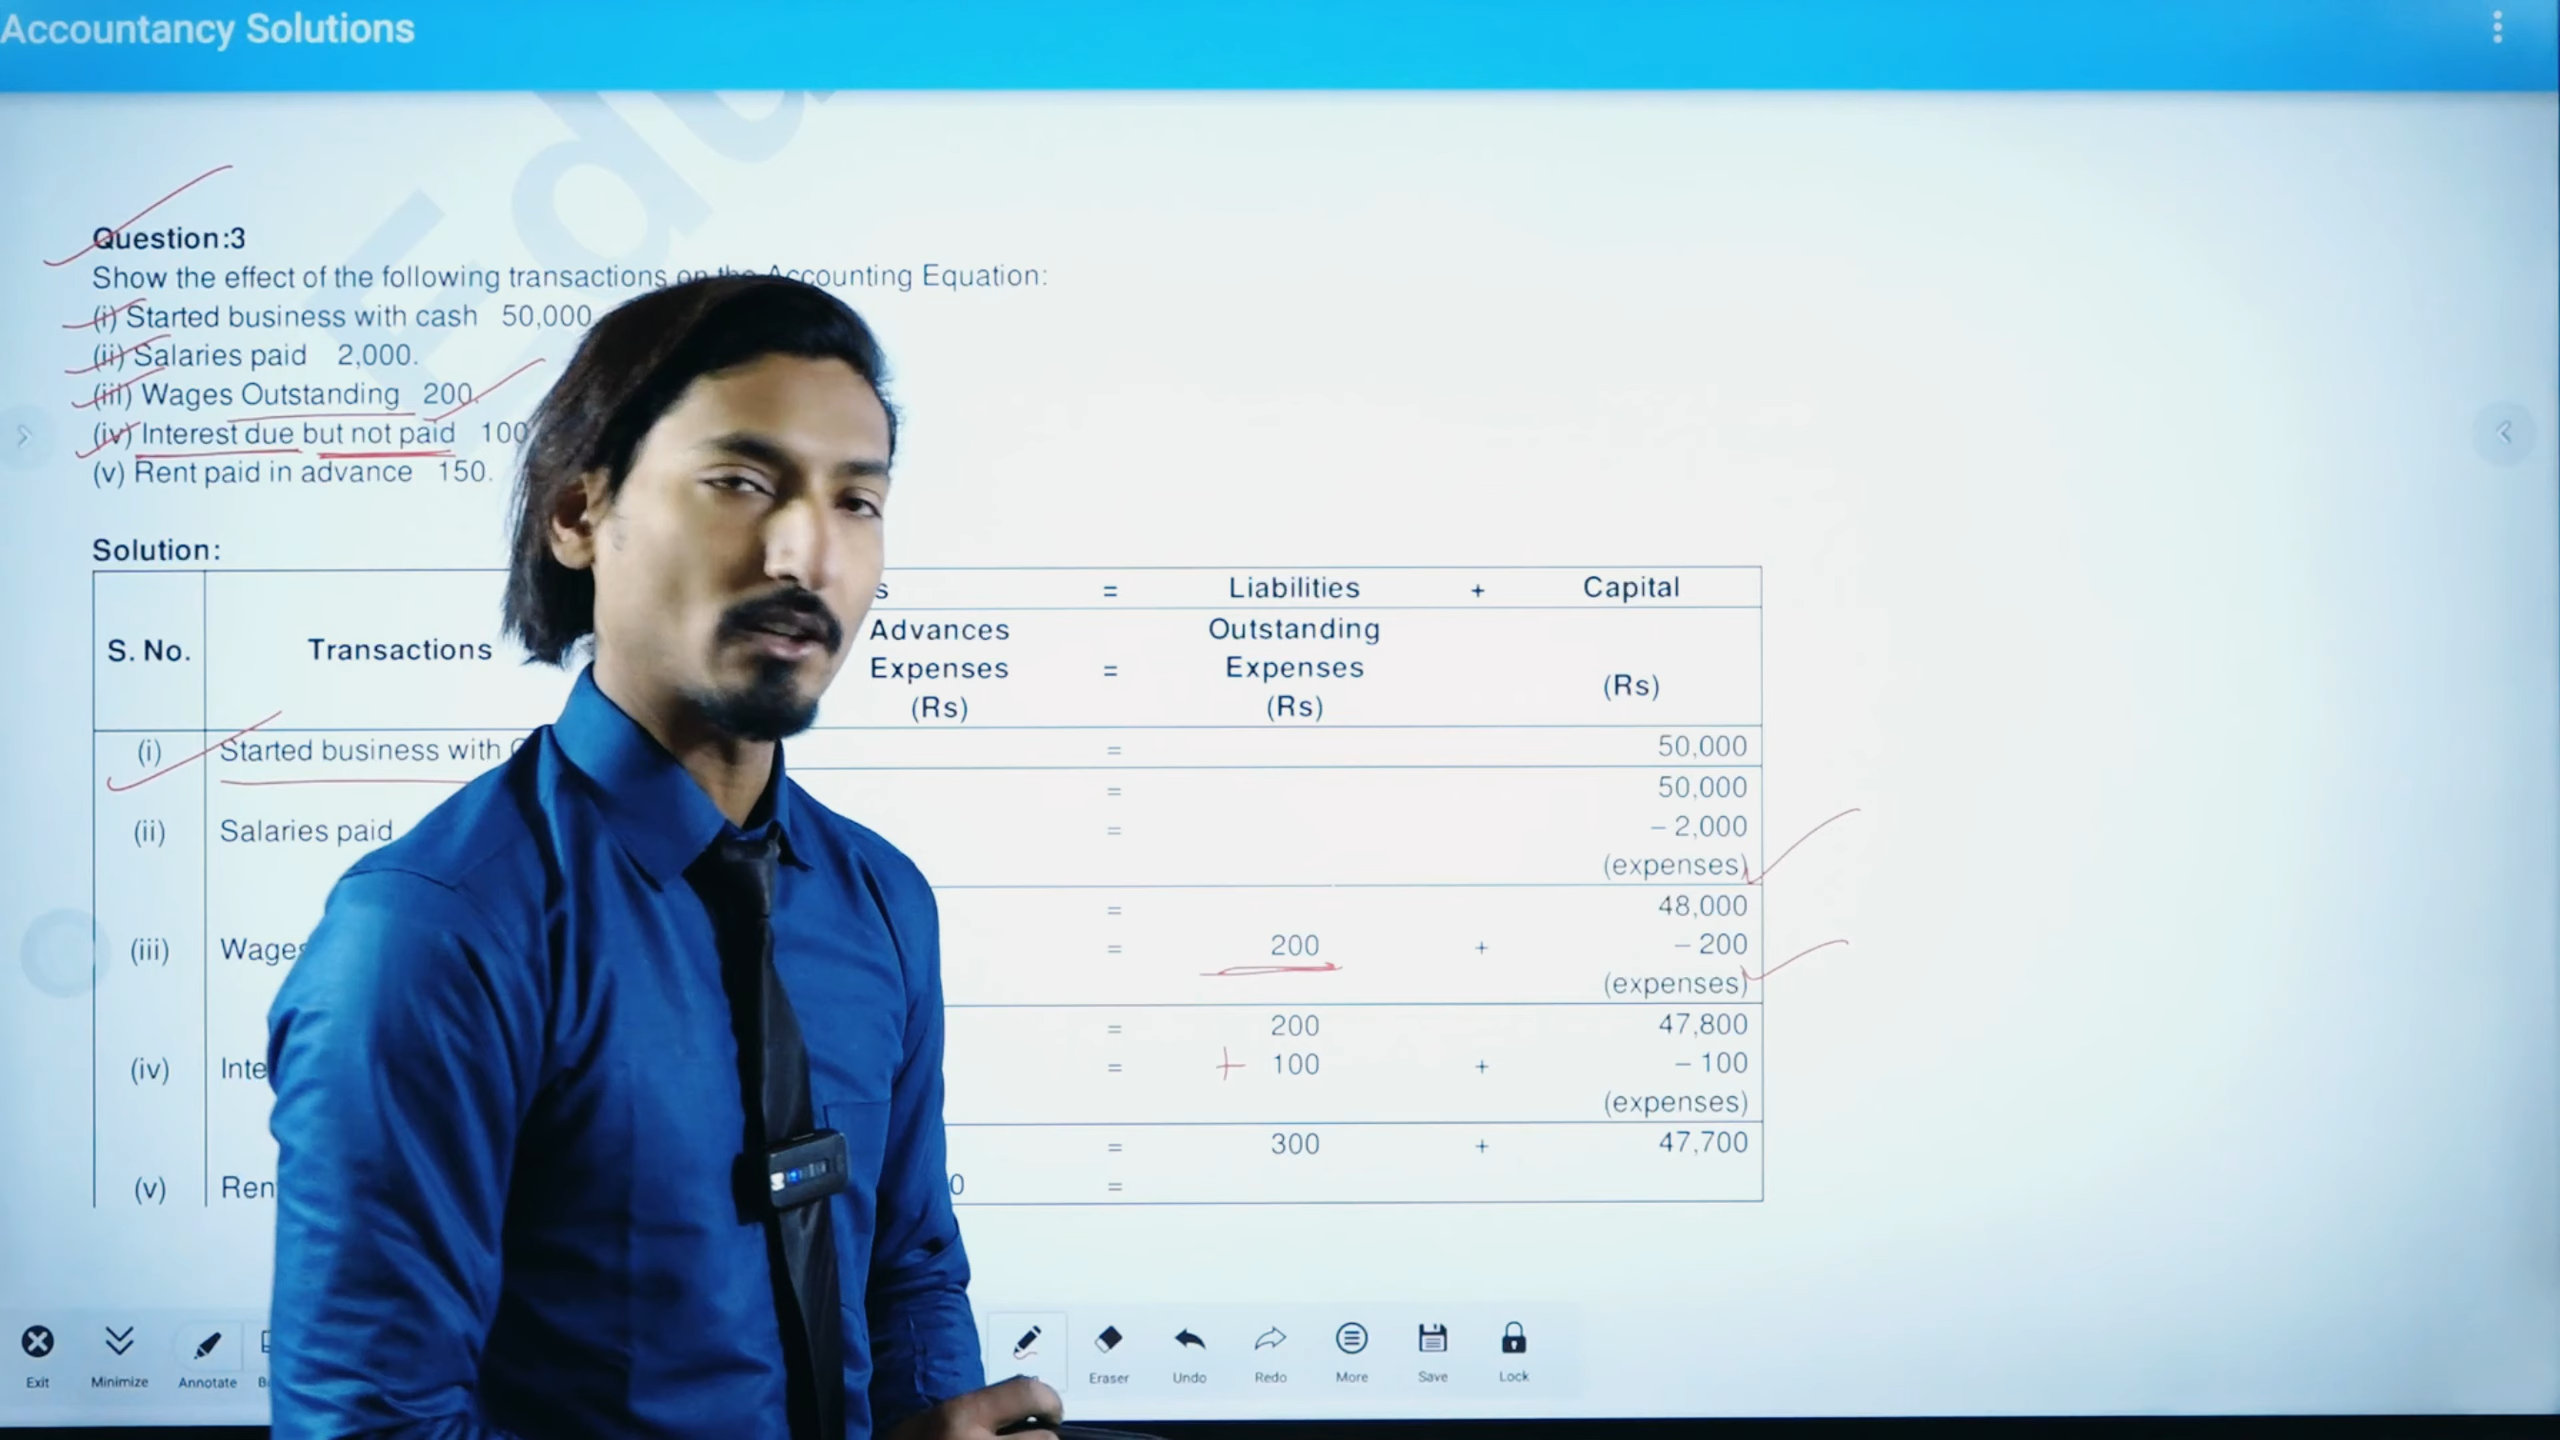 Accountancy Solutions
Edu
Question:3
Show the effect of the following transactions on the Accounting Equation:
(i) Started business with cash 50,000
(ii) Salaries paid 2,000.
(iii) Wages Outstanding 200.
(iv) Interest due but not paid 100
(v) Rent paid in advance 150.
Solution:
s = Liabilities + Capital
S. No. Transactions Advances Expenses (Rs) = Outstanding Expenses (Rs) (Rs)
(i) Started business with = 50,000
= 50,000
(ii) Salaries paid = – 2,000
(expenses)
= 48,000
(iii) Wages = 200 + – 200
(expenses)
= 200 47,800
(iv) Inte = + 100 + – 100
(expenses)
= 300 + 47,700
(v) Ren 0 =
Exit Minimize Annotate Eraser Undo Redo More Save Lock